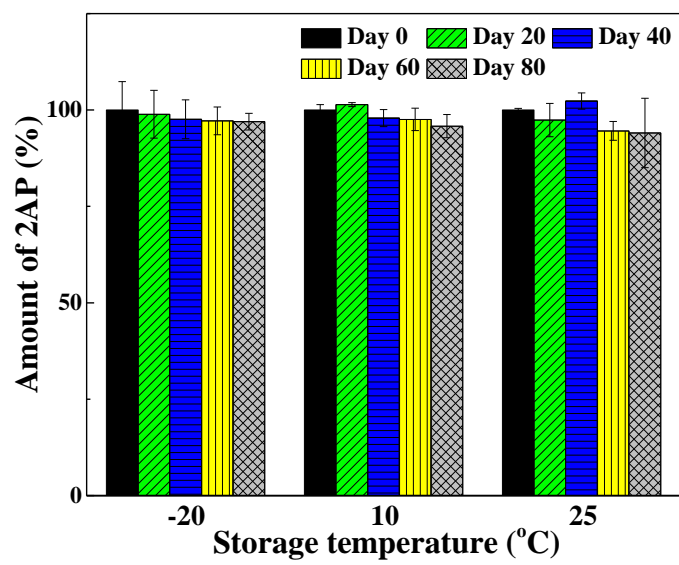 Day 0 Day 20 Day 40
Day 60 Day 80
100
50
0
Amount of 2AP (%)
-20 10 25
Storage temperature (°C)